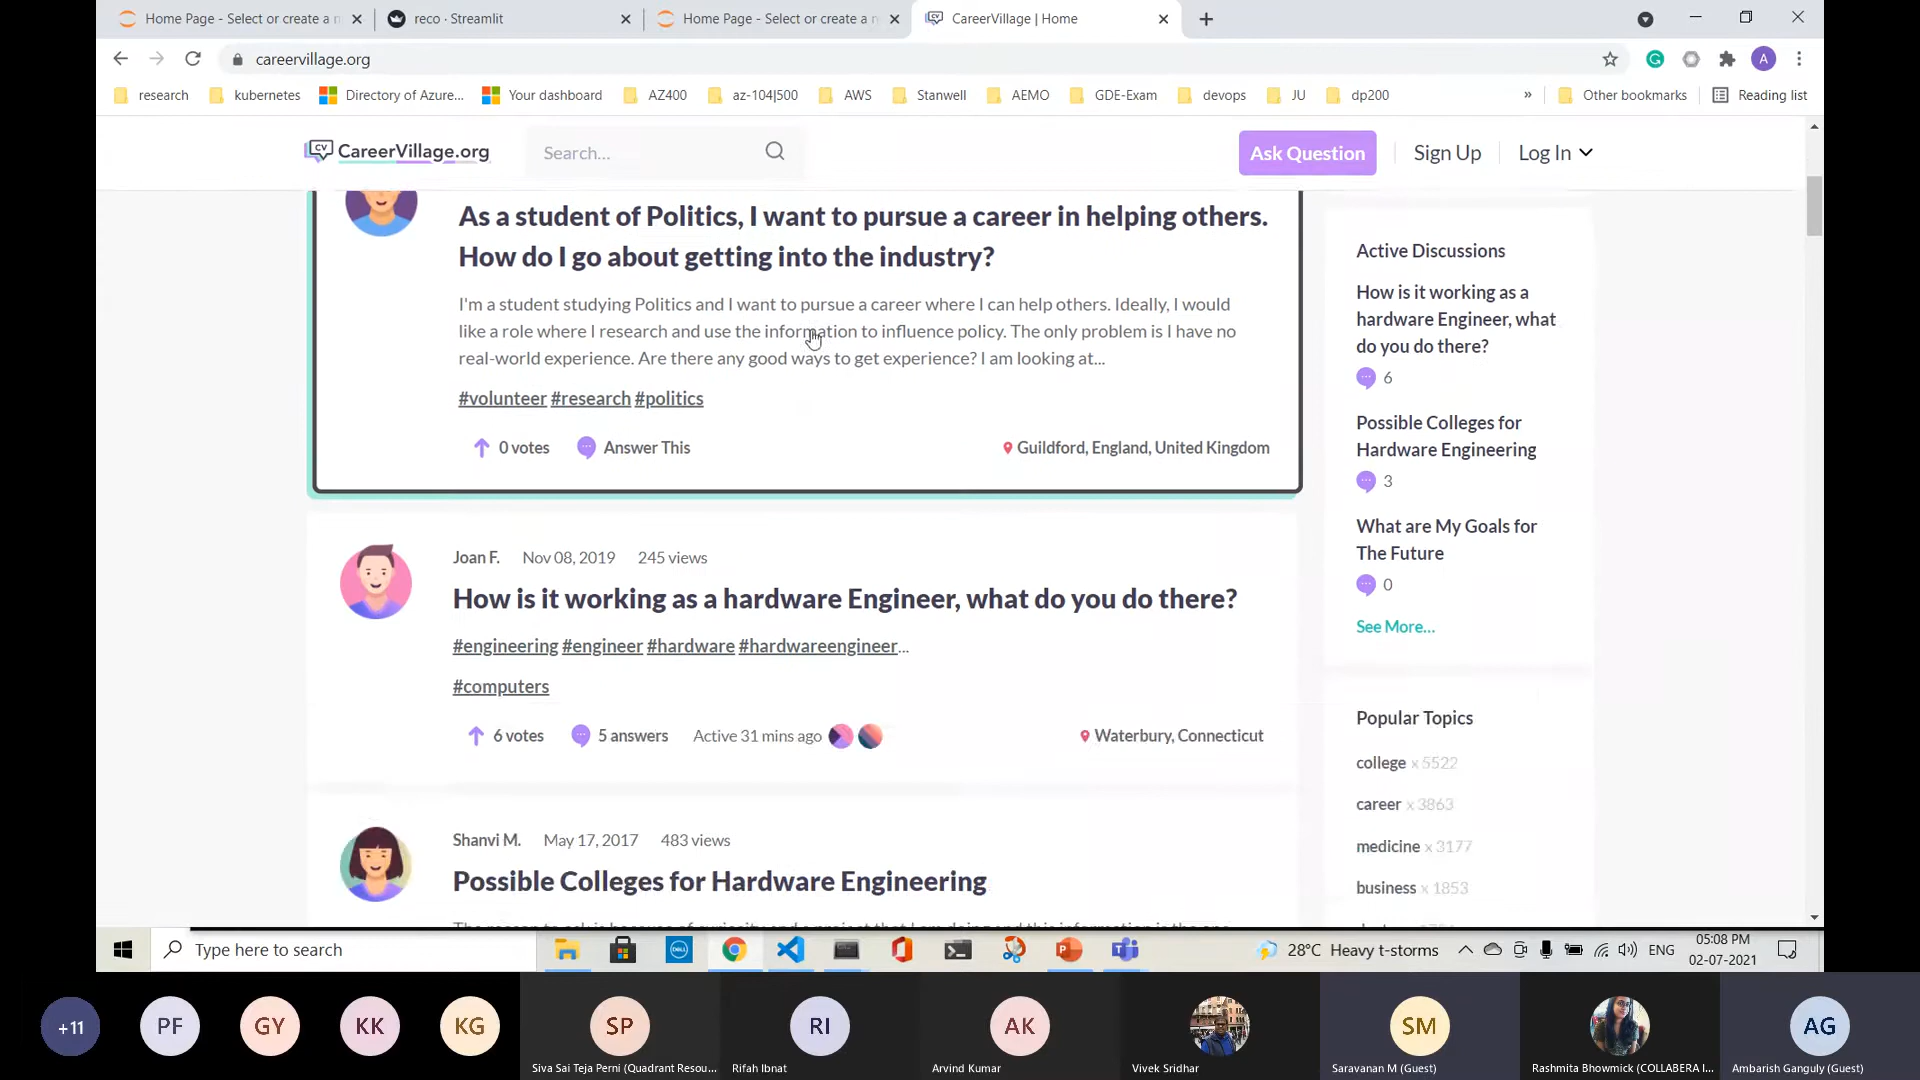 Home Page - Select or create a n
reco · Streamlit
Home Page - Select or create a n
CareerVillage | Home
careervillage.org
G
A
research
kubernetes
Directory of Azure...
Your dashboard
AZ400
az-104|500
AWS
Stanwell
AEMO
GDE-Exam
devops
JU
dp200
»
Other bookmarks
Reading list
CV
CareerVillage.org
Search...
Ask Question
Sign Up
Log In
As a student of Politics, I want to pursue a career in helping others.
How do I go about getting into the industry?
I'm a student studying Politics and I want to pursue a career where I can help others. Ideally, I would
like a role where I research and use the information to influence policy. The only problem is I have no
real-world experience. Are there any good ways to get experience? I am looking at...
#volunteer #research #politics
0 votes
Answer This
Guildford, England, United Kingdom
Joan F. Nov 08, 2019 245 views
How is it working as a hardware Engineer, what do you do there?
#engineering #engineer #hardware #hardwareengineer...
#computers
6 votes
5 answers
Active 31 mins ago
Waterbury, Connecticut
Shanvi M. May 17, 2017 483 views
Possible Colleges for Hardware Engineering
Active Discussions
How is it working as a
hardware Engineer, what
do you do there?
6
Possible Colleges for
Hardware Engineering
3
What are My Goals for
The Future
0
See More...
Popular Topics
college x 5522
career x 3863
medicine x 3177
business x 1853
Type here to search
DELL
28°C Heavy t-storms
ENG
05:08 PM
02-07-2021
+11
PF
GY
KK
KG
SP
Siva Sai Teja Perni (Quadrant Resou...
RI
Rifah Ibnat
AK
Arvind Kumar
Vivek Sridhar
SM
Saravanan M (Guest)
Rashmita Bhowmick (COLLABERA I...
AG
Ambarish Ganguly (Guest)